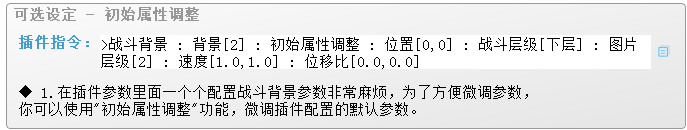 可选设定 - 初始属性调整
插件指令: >战斗背景 : 背景[2] : 初始属性调整 : 位置[0,0] : 战斗层级[下层] : 图片
层级[2] : 速度[1.0,1.0] : 位移比[0.0,0.0]
◆ 1.在插件参数里面一个个配置战斗背景参数非常麻烦，为了方便微调参数，
你可以使用"初始属性调整"功能，微调插件配置的默认参数。